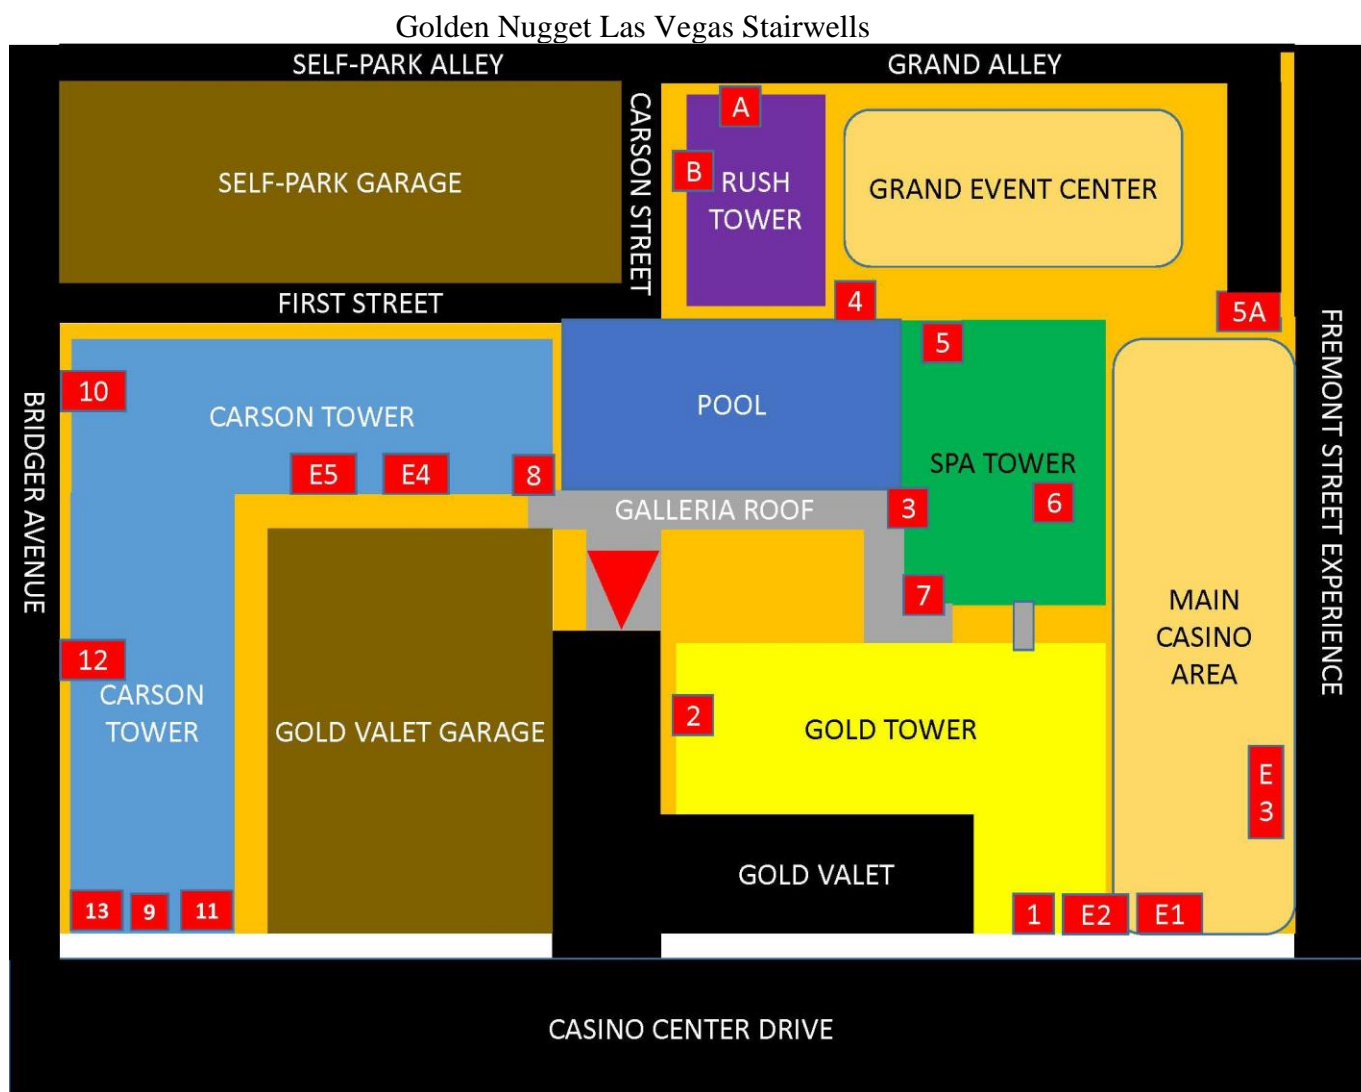 Golden Nugget Las Vegas Stairwells
SELF-PARK ALLEY
GRAND ALLEY
CARSON STREET
A
B
RUSH
TOWER
SELF-PARK GARAGE
GRAND EVENT CENTER
FIRST STREET
4
5A
5
10
BRIDGER AVENUE
CARSON TOWER
POOL
FREMONT STREET EXPERIENCE
E5
E4
8
SPA TOWER
GALLERIA ROOF
3
6
7
MAIN
CASINO
AREA
12
CARSON
TOWER
GOLD VALET GARAGE
2
GOLD TOWER
E
3
GOLD VALET
13
9
11
1
E2
E1
CASINO CENTER DRIVE